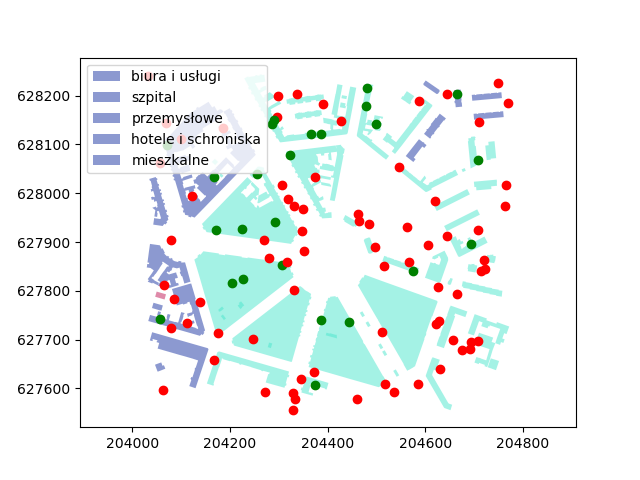 biura i usługi
szpital
przemysłowe
hotele i schroniska
mieszkalne
628200
628100
628000
627900
627800
627700
627600
204000 204200 204400 204600 204800